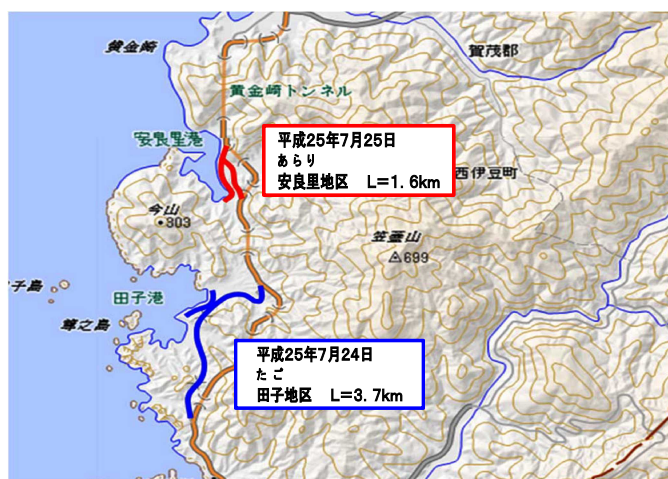 黄金崎
賀茂郡
黄金崎トンネル
安良里港
平成25年7月25日
あらり
安良里地区 L=1.6km
西伊豆町
今山
・303
笠蓋山
△699
子島
田子港
尊之島
平成25年7月24日
たご
田子地区 L=3.7km